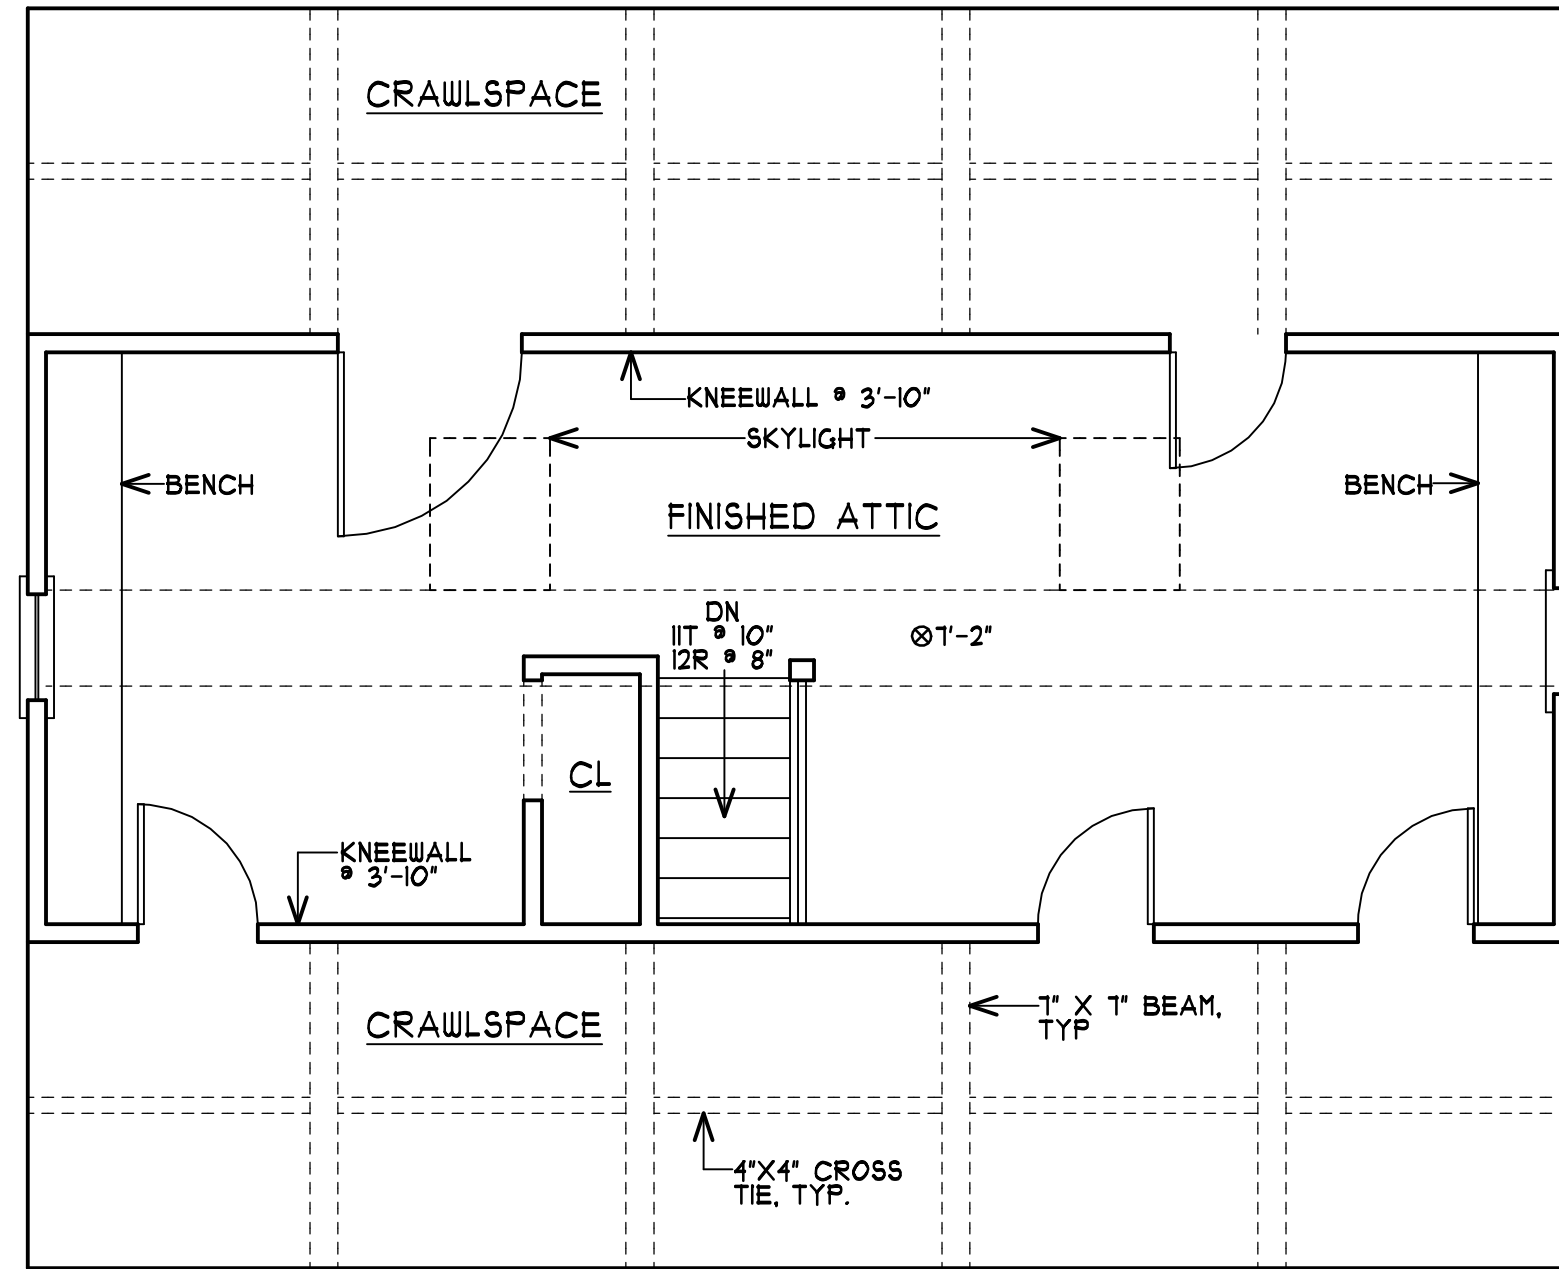 CRAWLSPACE
KNEEWALL @ 3'-10"
SKYLIGHT
BENCH
BENCH
FINISHED ATTIC
DN
11T @ 10"
12R @ 8"
7'-2"
CL
KNEEWALL
@ 3'-10"
CRAWLSPACE
7" X 7" BEAM,
TYP
4"X4" CROSS
TIE, TYP.